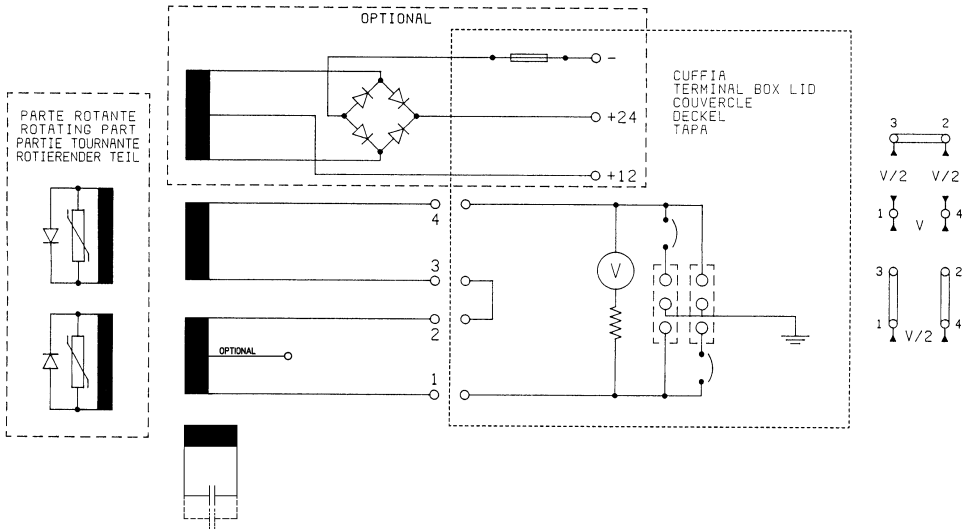 OPTIONAL
-
+24
+12
CUFFIA
TERMINAL BOX LID
COUVERCLE
DECKEL
TAPA
PARTE ROTANTE
ROTATING PART
PARTIE TOURNANTE
ROTIERENDER TEIL
4
3
2
OPTIONAL
1
V
3 2
V/2 V/2
1 4
V
3 2
1 4
V/2